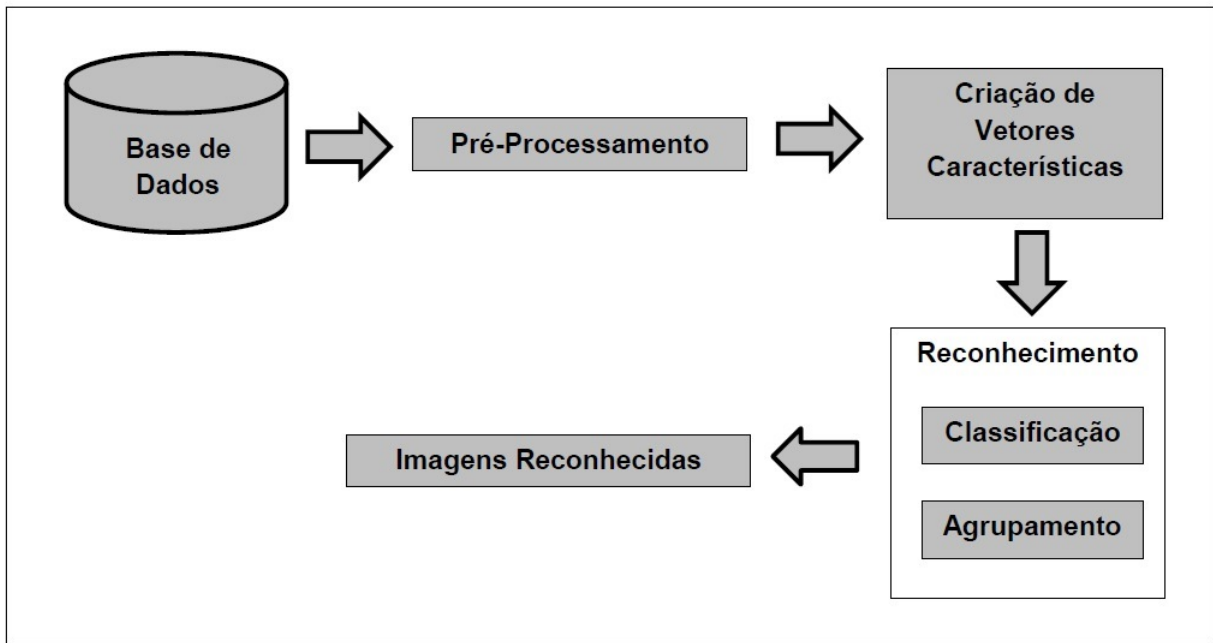 Base de
Dados
Pré-Processamento
Criação de
Vetores
Características
Reconhecimento
Classificação
Agrupamento
Imagens Reconhecidas